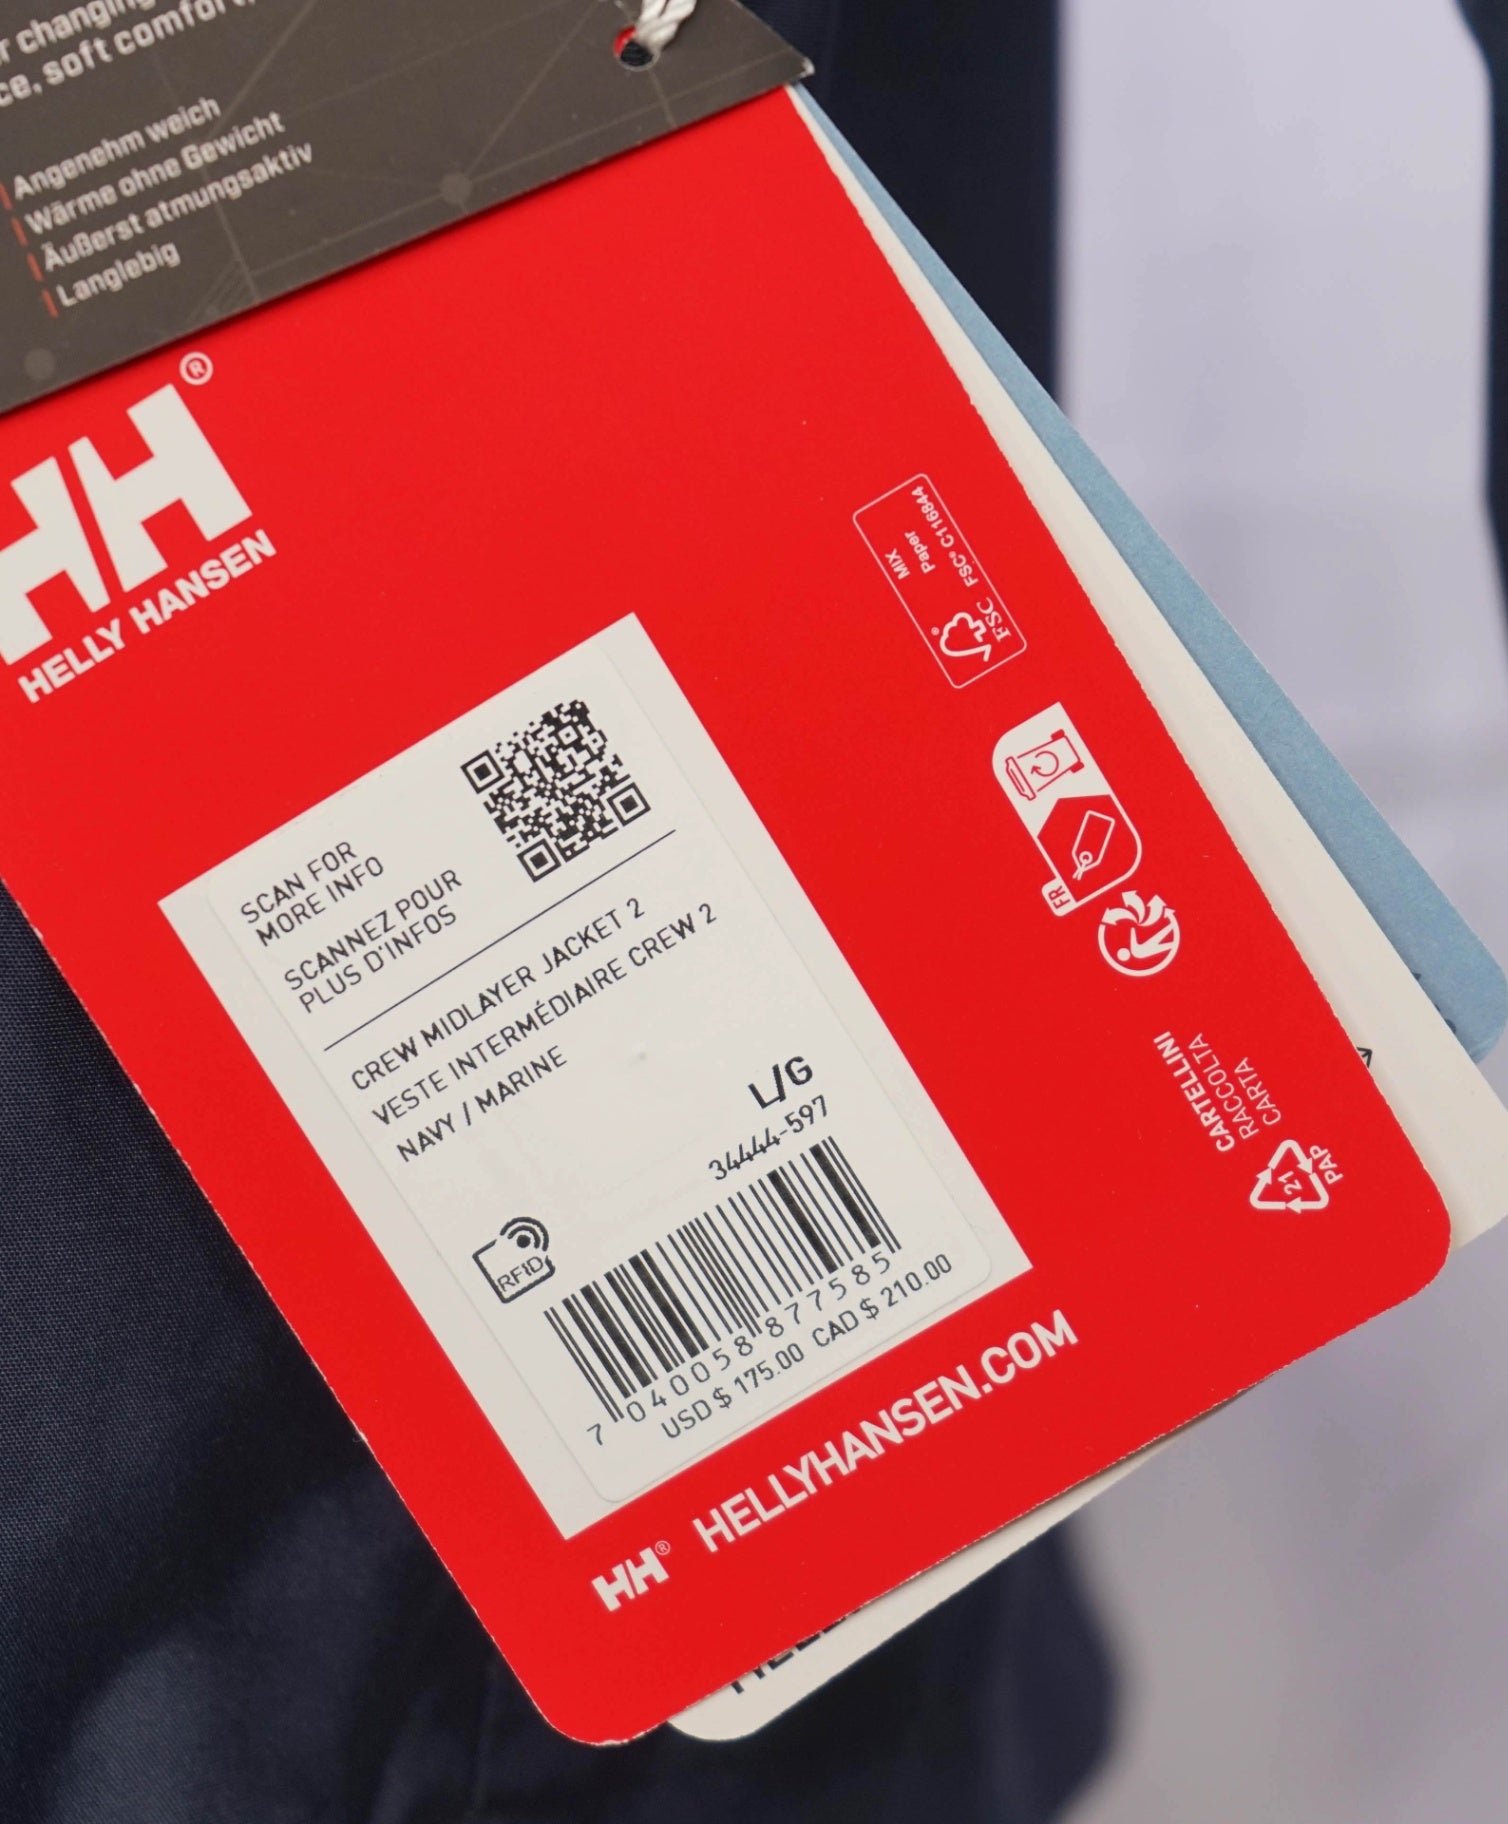 r changing
ce, soft comfort,
Angenehm weich
Wärme ohne Gewicht
Äußerst atmungsaktiv
Langlebig
HH®
HELLY HANSEN
MIX
Paper
FSC® C116844
FSC
FR
CARTELLINI
RACCOLTA
CARTA
21
PAP
SCAN FOR
MORE INFO
SCANNEZ POUR
PLUS D'INFOS
CREW MIDLAYER JACKET 2
VESTE INTERMÉDIAIRE CREW 2
NAVY / MARINE
L/G
34444-597
RFID
7 040058 877585
USD $ 175.00 CAD $ 210.00
HH® HELLYHANSEN.COM